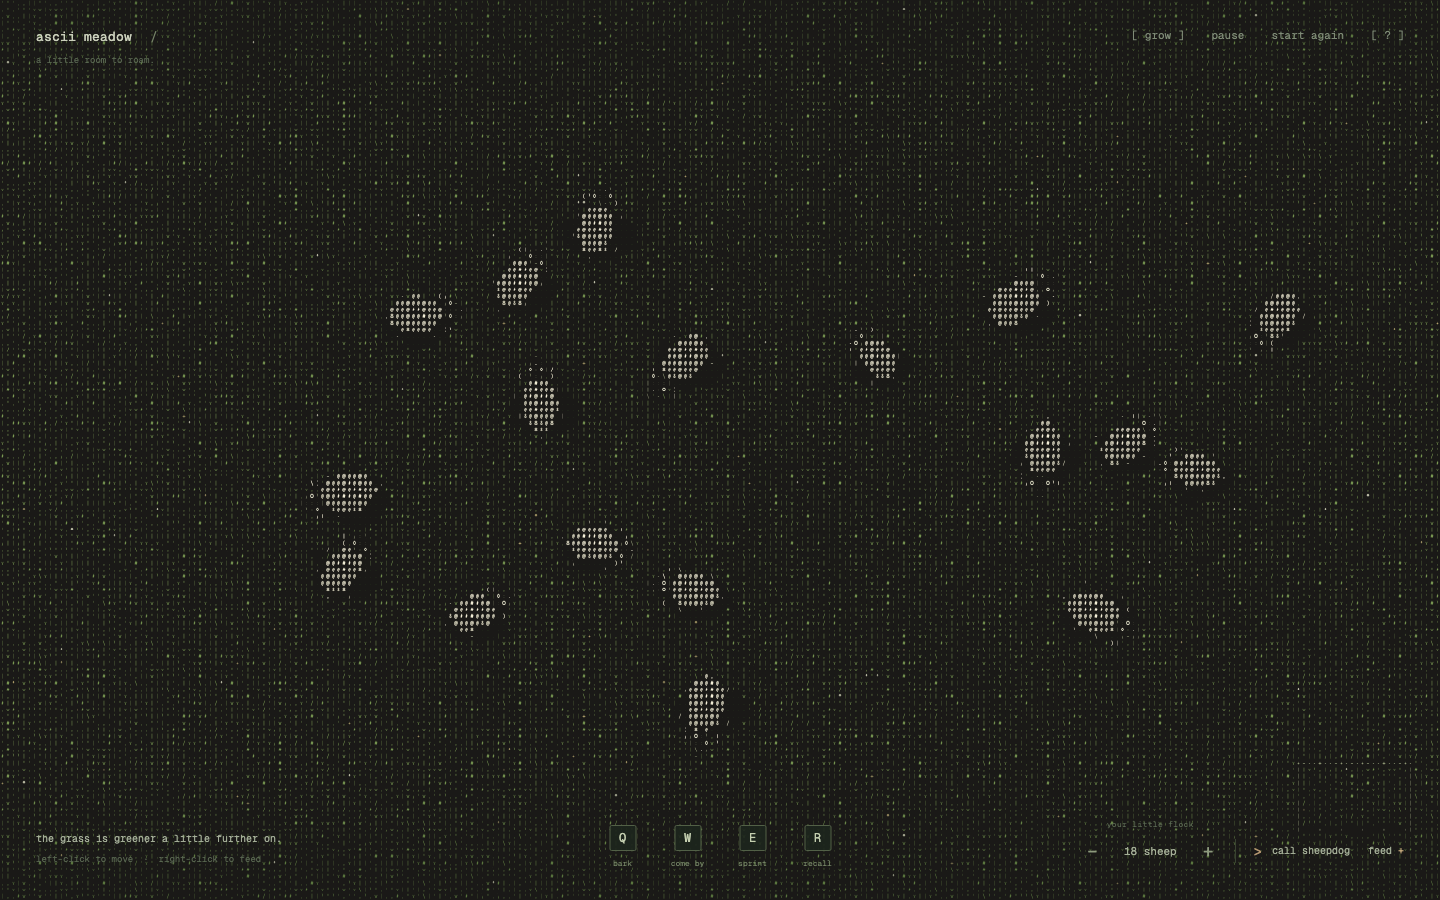 ascii meadow /
[ grow ] pause start again [ ? ]
a little room to roam
your little flock
the grass is greener a little further on.
Q W E R
− 18 sheep + > call sheepdog feed +
left-click to move · right-click to feed
bark come by sprint recall